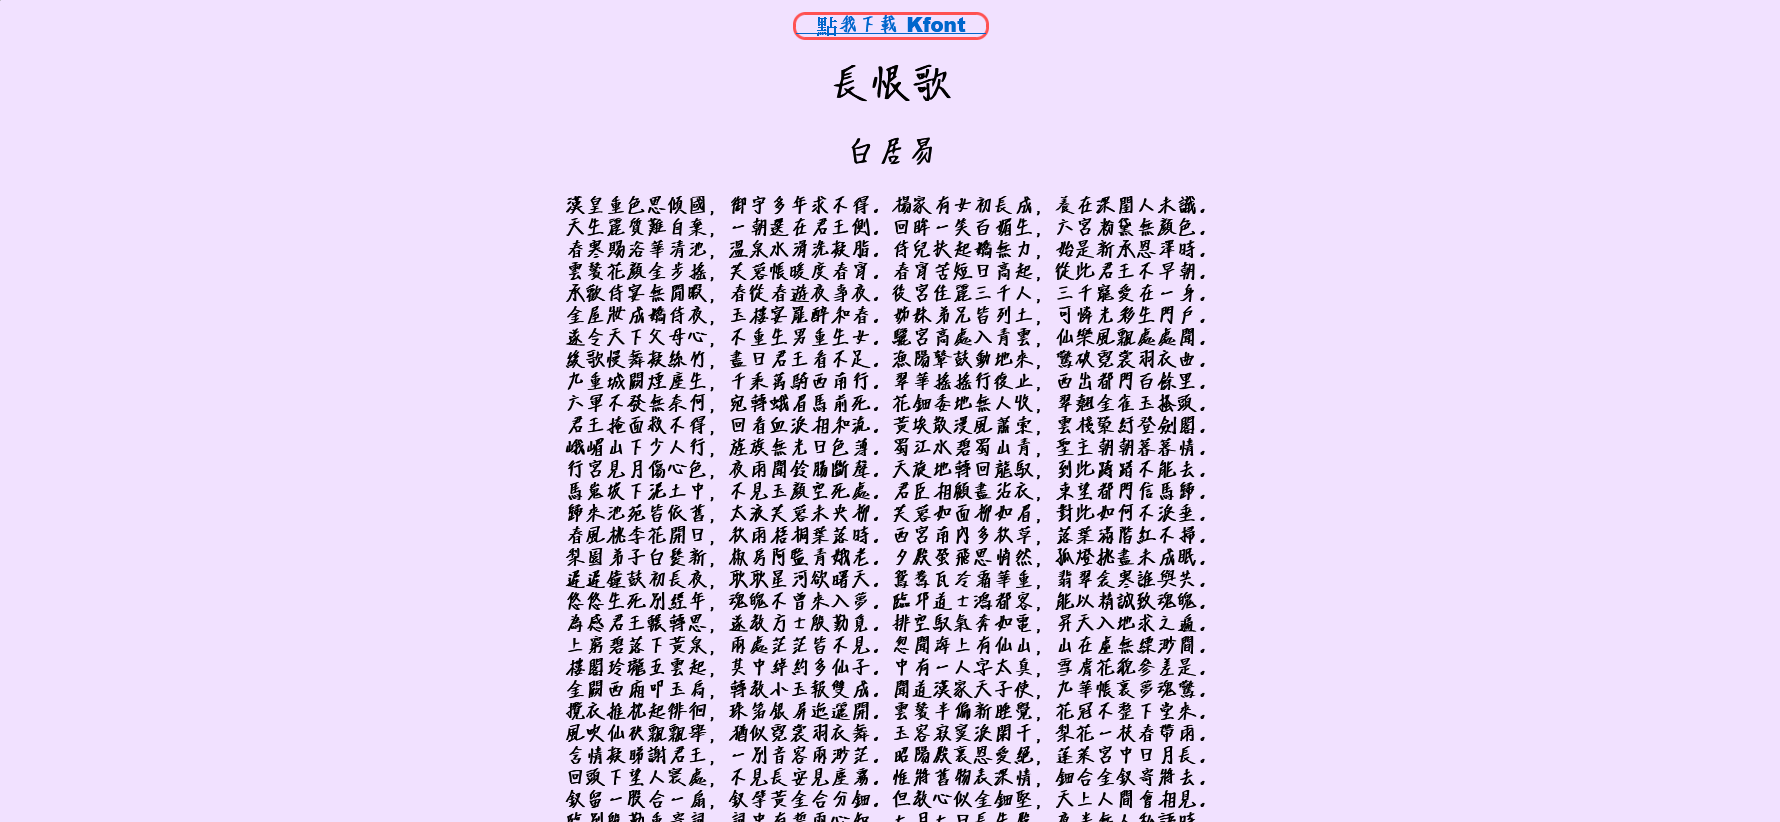 點我下載 Kfont
長恨歌
白居易
漢皇重色思傾國, 御宇多年求不得. 楊家有女初長成, 養在深閨人未識.
天生麗質難自棄, 一朝選在君王側. 回眸一笑百媚生, 六宮粉黛無顏色.
春寒賜浴華清池, 溫泉水滑洗凝脂. 侍兒扶起嬌無力, 始是新承恩澤時.
雲鬢花顏金步搖, 芙蓉帳暖度春宵. 春宵苦短日高起, 從此君王不早朝.
承歡侍宴無閒暇, 春從春遊夜專夜. 後宮佳麗三千人, 三千寵愛在一身.
金屋妝成嬌侍夜, 玉樓宴罷醉和春. 姊妹弟兄皆列土, 可憐光彩生門戶.
遂令天下父母心, 不重生男重生女. 驪宮高處入青雲, 仙樂風飄處處聞.
緩歌慢舞凝絲竹, 盡日君王看不足. 漁陽鼙鼓動地來, 驚破霓裳羽衣曲.
九重城闕煙塵生, 千乘萬騎西南行. 翠華搖搖行復止, 西出都門百餘里.
六軍不發無奈何, 宛轉蛾眉馬前死. 花鈿委地無人收, 翠翹金雀玉搔頭.
君王掩面救不得, 回看血淚相和流. 黃埃散漫風蕭索, 雲棧縈紆登劍閣.
峨嵋山下少人行, 旌旗無光日色薄. 蜀江水碧蜀山青, 聖主朝朝暮暮情.
行宮見月傷心色, 夜雨聞鈴腸斷聲. 天旋地轉回龍馭, 到此躊躇不能去.
馬嵬坡下泥土中, 不見玉顏空死處. 君臣相顧盡沾衣, 東望都門信馬歸.
歸來池苑皆依舊, 太液芙蓉未央柳. 芙蓉如面柳如眉, 對此如何不淚垂.
春風桃李花開日, 秋雨梧桐葉落時. 西宮南內多秋草, 落葉滿階紅不掃.
梨園弟子白髮新, 椒房阿監青娥老. 夕殿螢飛思悄然, 孤燈挑盡未成眠.
遲遲鐘鼓初長夜, 耿耿星河欲曙天. 鴛鴦瓦冷霜華重, 翡翠衾寒誰與共.
悠悠生死別經年, 魂魄不曾來入夢. 臨邛道士鴻都客, 能以精誠致魂魄.
為感君王輾轉思, 遂教方士殷勤覓. 排空馭氣奔如電, 昇天入地求之遍.
上窮碧落下黃泉, 兩處茫茫皆不見. 忽聞海上有仙山, 山在虛無縹渺間.
樓閣玲瓏五雲起, 其中綽約多仙子. 中有一人字太真, 雪膚花貌參差是.
金闕西廂叩玉扃, 轉教小玉報雙成. 聞道漢家天子使, 九華帳裏夢魂驚.
攬衣推枕起徘徊, 珠箔銀屏迤邐開. 雲鬢半偏新睡覺, 花冠不整下堂來.
風吹仙袂飄飄舉, 猶似霓裳羽衣舞. 玉容寂寞淚闌干, 梨花一枝春帶雨.
含情凝睇謝君王, 一別音容兩渺茫. 昭陽殿裏恩愛絕, 蓬萊宮中日月長.
回頭下望人寰處, 不見長安見塵霧. 惟將舊物表深情, 鈿合金釵寄將去.
釵留一股合一扇, 釵擘黃金合分鈿. 但教心似金鈿堅, 天上人間會相見.
臨別殷勤重寄詞, 詞中有誓兩心知. 七月七日長生殿, 夜半無人私語時.